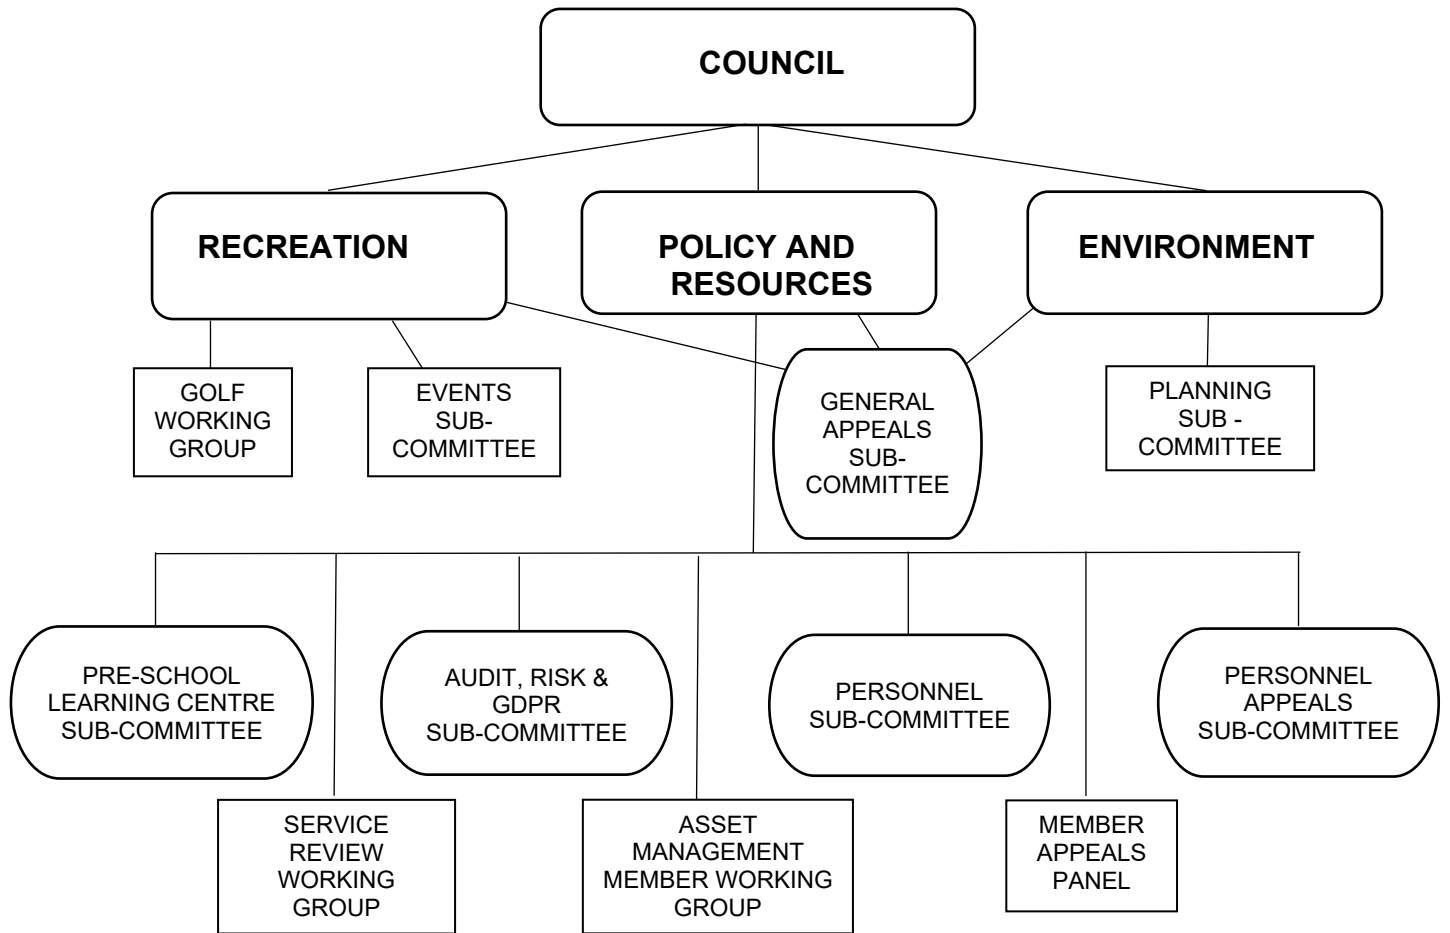 COUNCIL
RECREATION
POLICY AND
RESOURCES
ENVIRONMENT
GOLF
WORKING
GROUP
EVENTS
SUB-
COMMITTEE
GENERAL
APPEALS
SUB-
COMMITTEE
PLANNING
SUB -
COMMITTEE
PRE-SCHOOL
LEARNING CENTRE
SUB-COMMITTEE
AUDIT, RISK &
GDPR
SUB-COMMITTEE
PERSONNEL
SUB-COMMITTEE
PERSONNEL
APPEALS
SUB-COMMITTEE
SERVICE
REVIEW
WORKING
GROUP
ASSET
MANAGEMENT
MEMBER WORKING
GROUP
MEMBER
APPEALS
PANEL